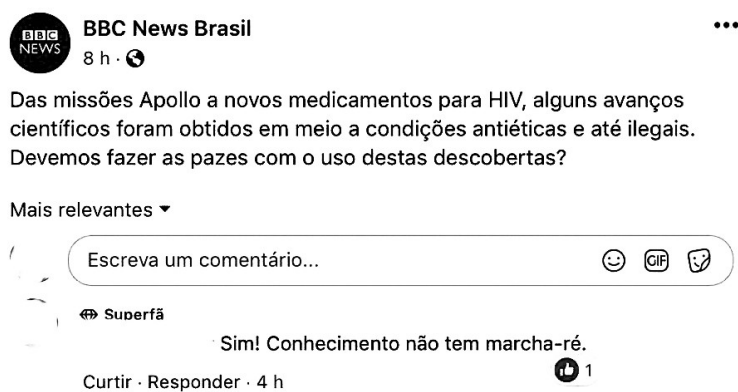 BBC
NEWS
BBC News Brasil
8 h ·
Das missões Apollo a novos medicamentos para HIV, alguns avanços
científicos foram obtidos em meio a condições antiéticas e até ilegais.
Devemos fazer as pazes com o uso destas descobertas?
Mais relevantes
Escreva um comentário...
GIF
Superfã
Sim! Conhecimento não tem marcha-ré.
Curtir · Responder · 4 h
1